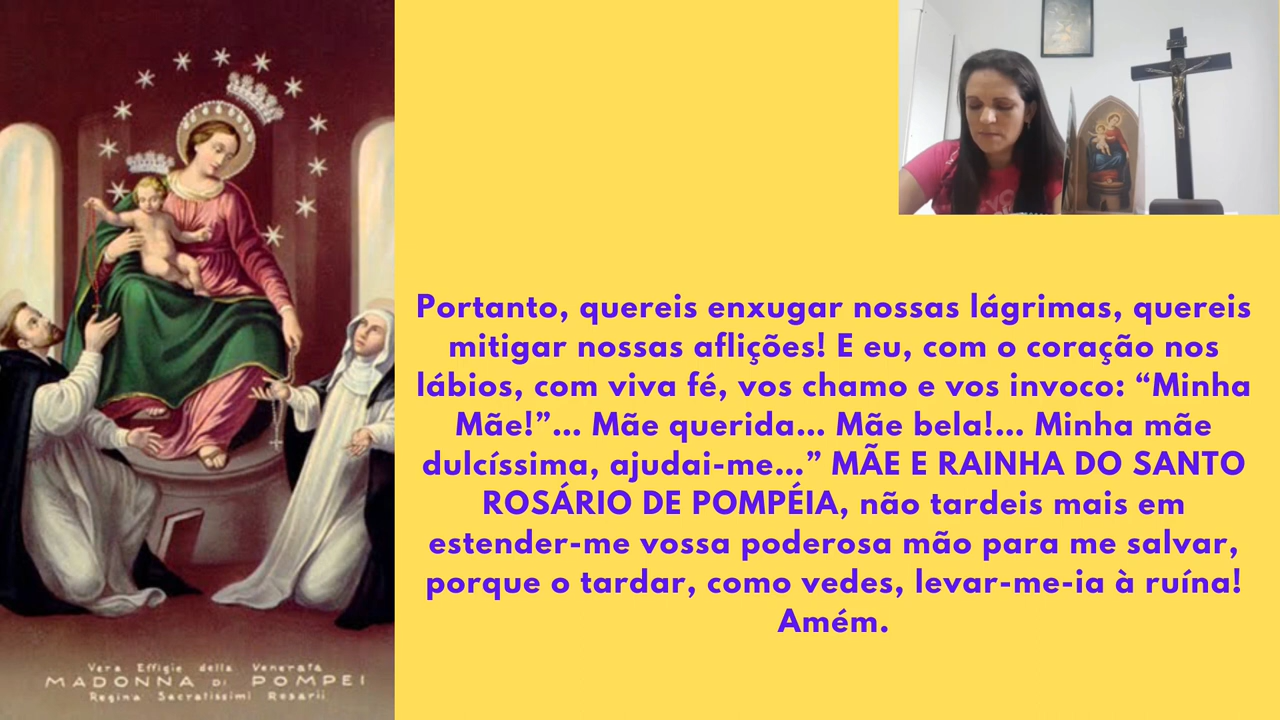 Portanto, quereis enxugar nossas lágrimas, quereis
mitigar nossas aflições! E eu, com o coração nos
lábios, com viva fé, vos chamo e vos invoco: “Minha
Mãe!”... Mãe querida... Mãe bela!... Minha mãe
dulcíssima, ajudai-me...” MÃE E RAINHA DO SANTO
ROSÁRIO DE POMPÉIA, não tardeis mais em
estender-me vossa poderosa mão para me salvar,
porque o tardar, como vedes, levar-me-ia à ruína!
Amém.
Vera Effigie della Venerata
MADONNA DI POMPEI
Regina Sacratissimi Rosarii